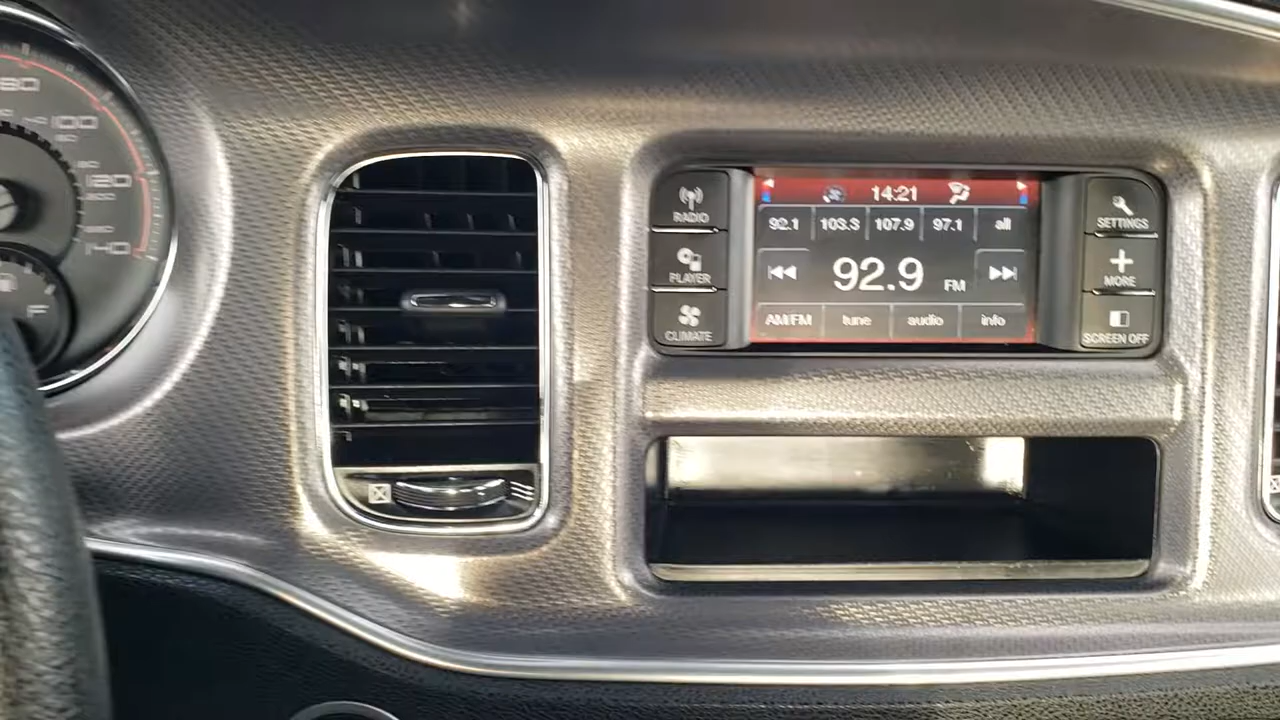 80
100
120
140
F
14:21
RADIO
92.1 103.3 107.9 97.1 all
SETTINGS
PLAYER
92.9 FM
MORE
CLIMATE
AM/FM tune audio info
SCREEN OFF